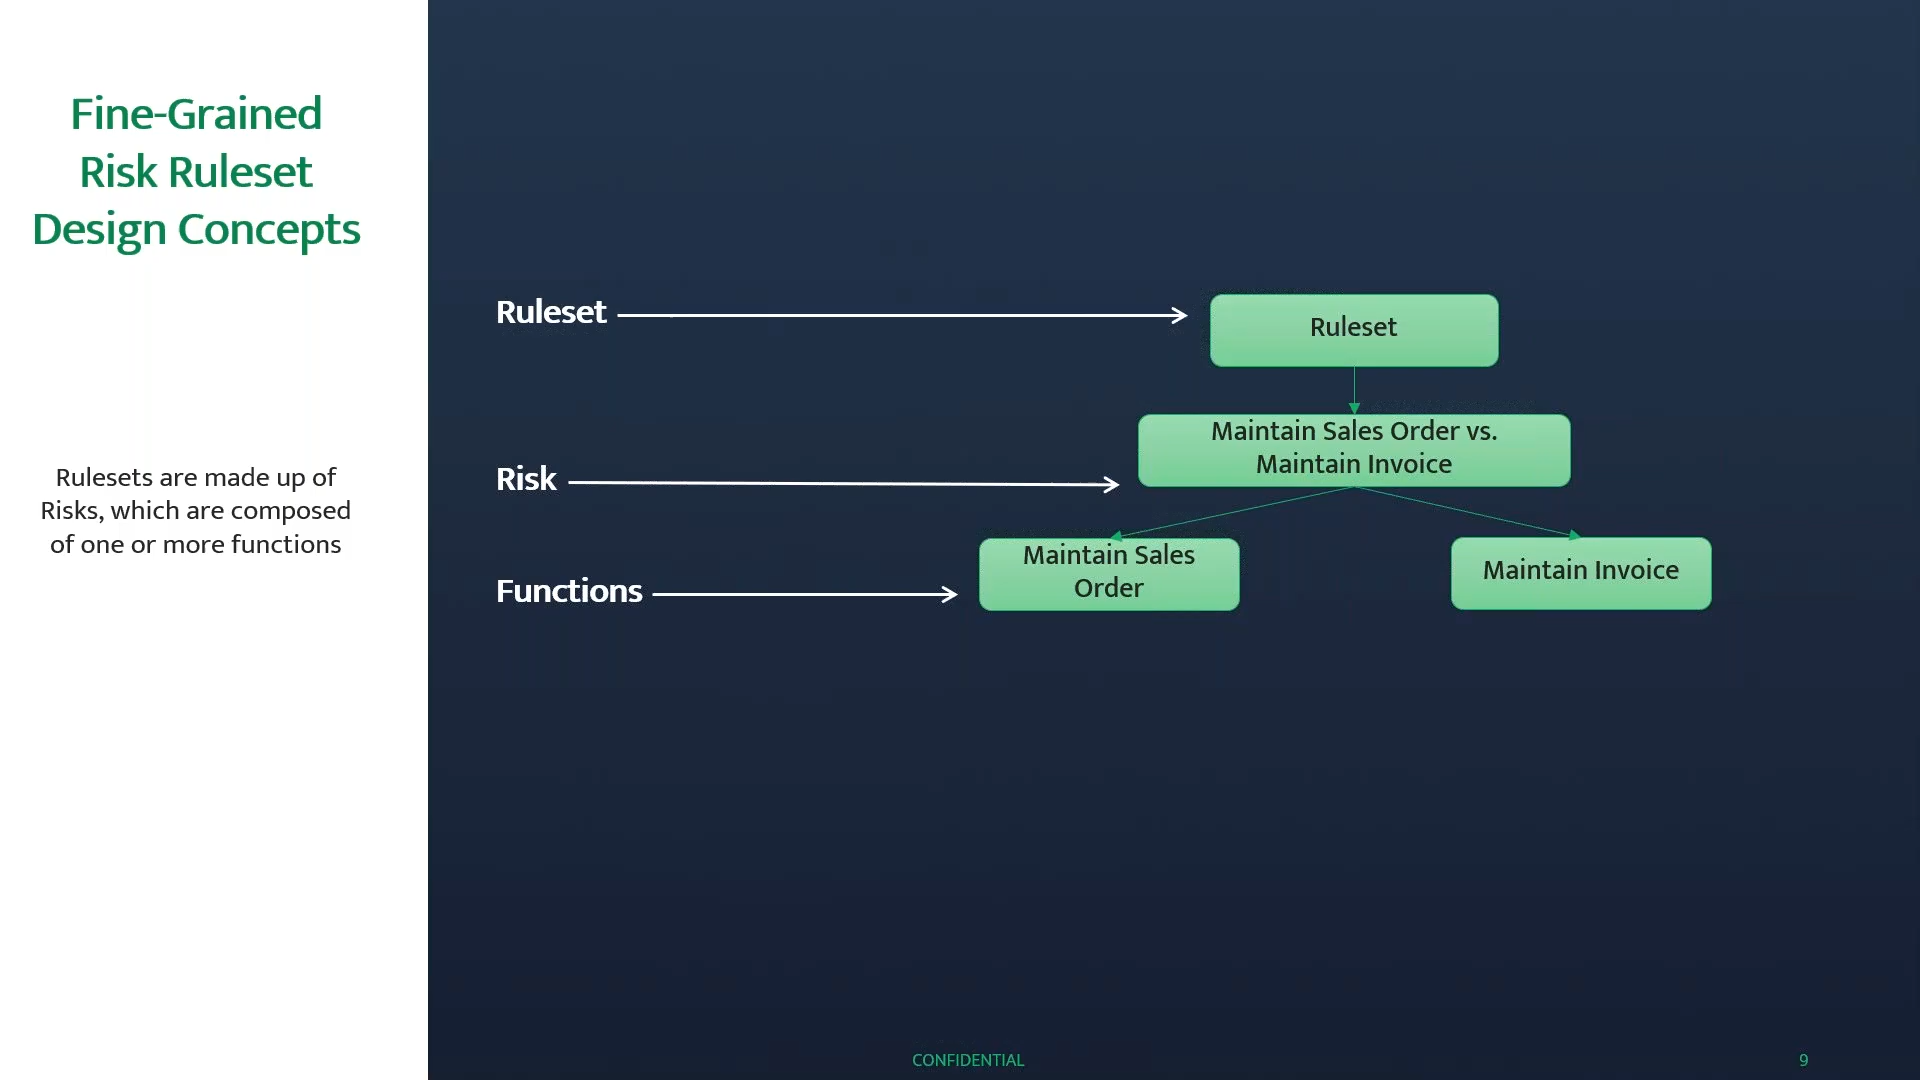 Fine-Grained
Risk Ruleset
Design Concepts
Rulesets are made up of
Risks, which are composed
of one or more functions
Ruleset
Ruleset
Risk
Maintain Sales Order vs.
Maintain Invoice
Functions
Maintain Sales
Order
Maintain Invoice
CONFIDENTIAL
9